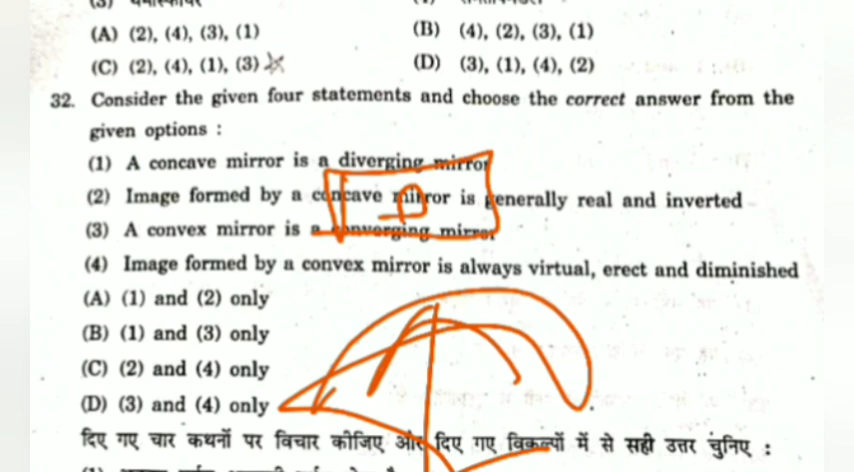 (A) (2), (4), (3), (1) (B) (4), (2), (3), (1)
(C) (2), (4), (1), (3) (D) (3), (1), (4), (2)
32. Consider the given four statements and choose the correct answer from the
given options :
(1) A concave mirror is a diverging mirror
(2) Image formed by a concave mirror is generally real and inverted
(3) A convex mirror is a converging mirror
(4) Image formed by a convex mirror is always virtual, erect and diminished
(A) (1) and (2) only
(B) (1) and (3) only
(C) (2) and (4) only
(D) (3) and (4) only
दिए गए चार कथनों पर विचार कीजिए और दिए गए विकल्पों में से सही उत्तर चुनिए :